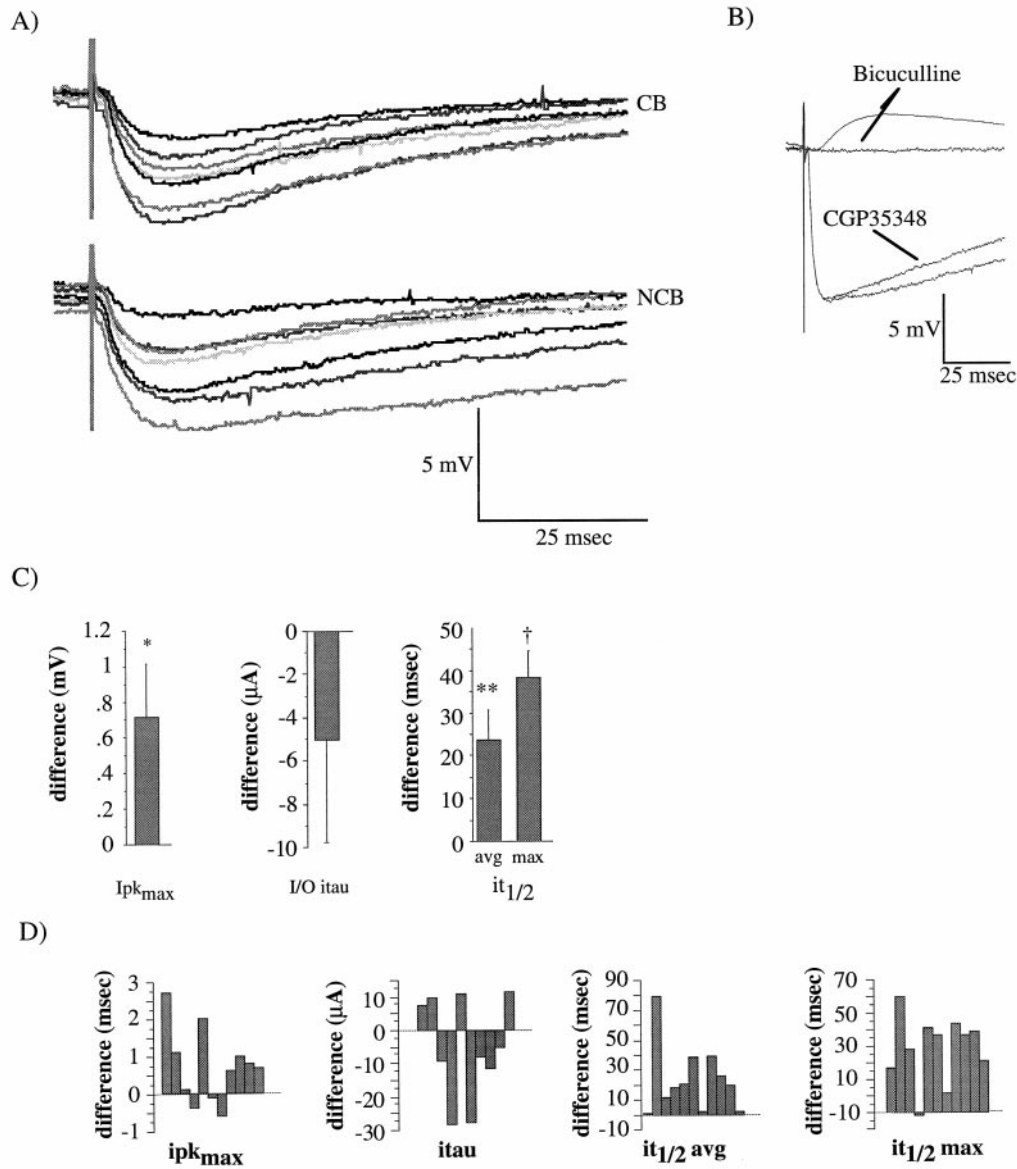 A)
CB
NCB
5 mV
25 msec
B)
Bicuculline
CGP35348
5 mV
25 msec
C)
difference (mV)
1.2
1
.8
.6
.4
.2
0
*
Ipkmax
difference (μA)
0
-2
-4
-6
-8
-10
I/O itau
difference (msec)
50
40
30
20
10
0
**
†
avg
max
it1/2
D)
difference (msec)
3
2
1
0
-1
ipkmax
difference (μA)
10
0
-10
-20
-30
itau
difference (msec)
90
70
50
30
10
-10
it1/2 avg
difference (msec)
70
50
30
10
-10
it1/2 max